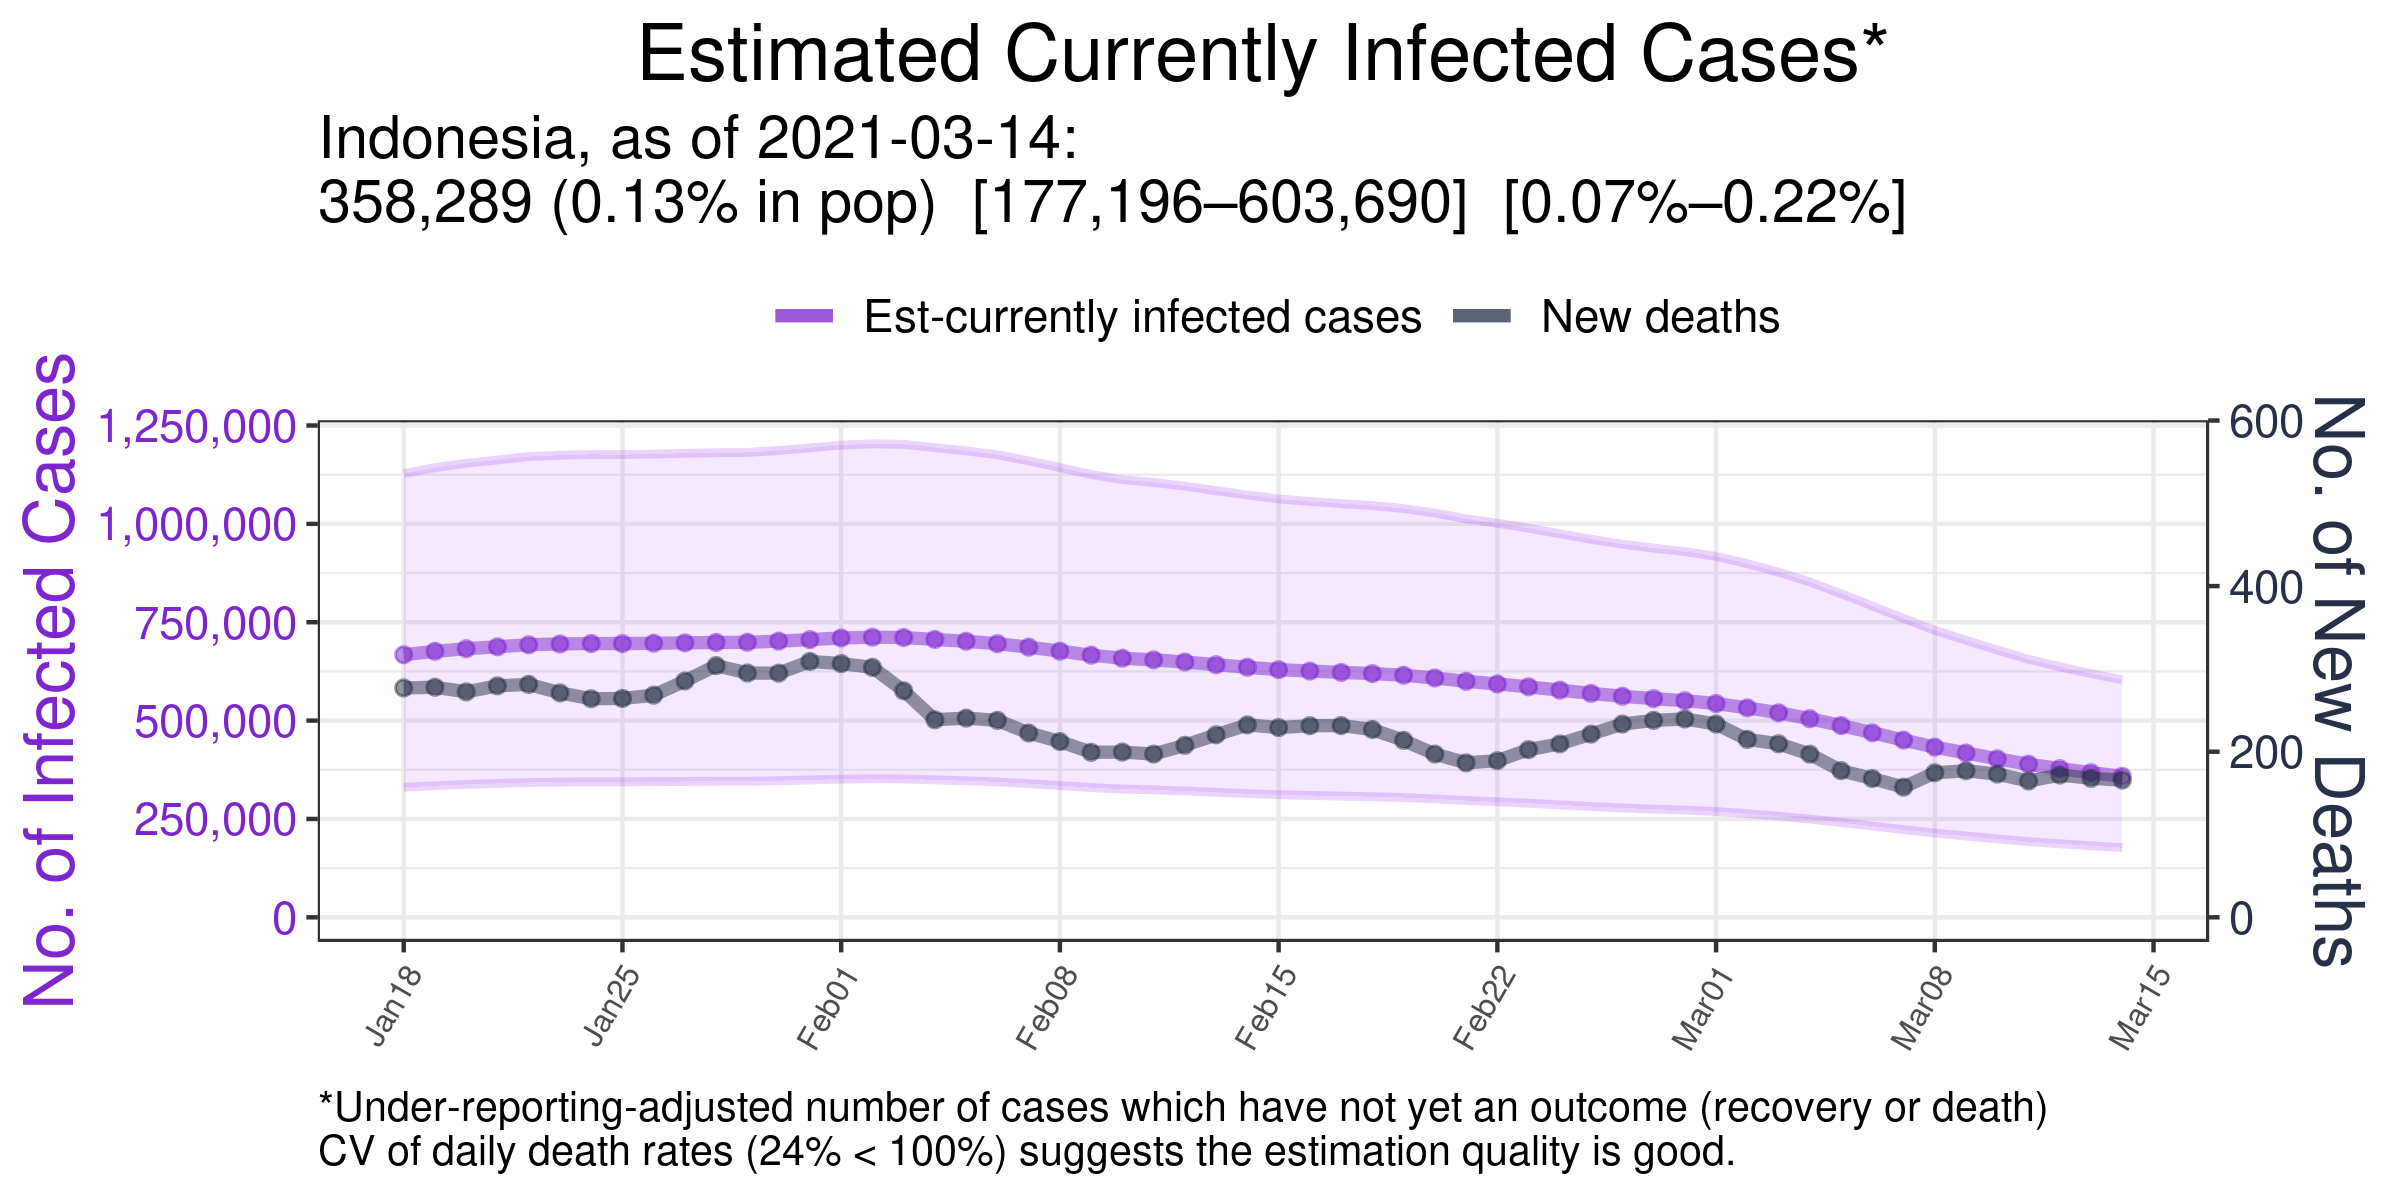 Estimated Currently Infected Cases*
Indonesia, as of 2021-03-14:
358,289 (0.13% in pop)  [177,196–603,690]  [0.07%–0.22%]
Est-currently infected cases
New deaths
No. of Infected Cases
1,250,000
1,000,000
750,000
500,000
250,000
0
600
400
200
0
No. of New Deaths
Jan18
Jan25
Feb01
Feb08
Feb15
Feb22
Mar01
Mar08
Mar15
*Under-reporting-adjusted number of cases which have not yet an outcome (recovery or death)
CV of daily death rates (24% < 100%) suggests the estimation quality is good.